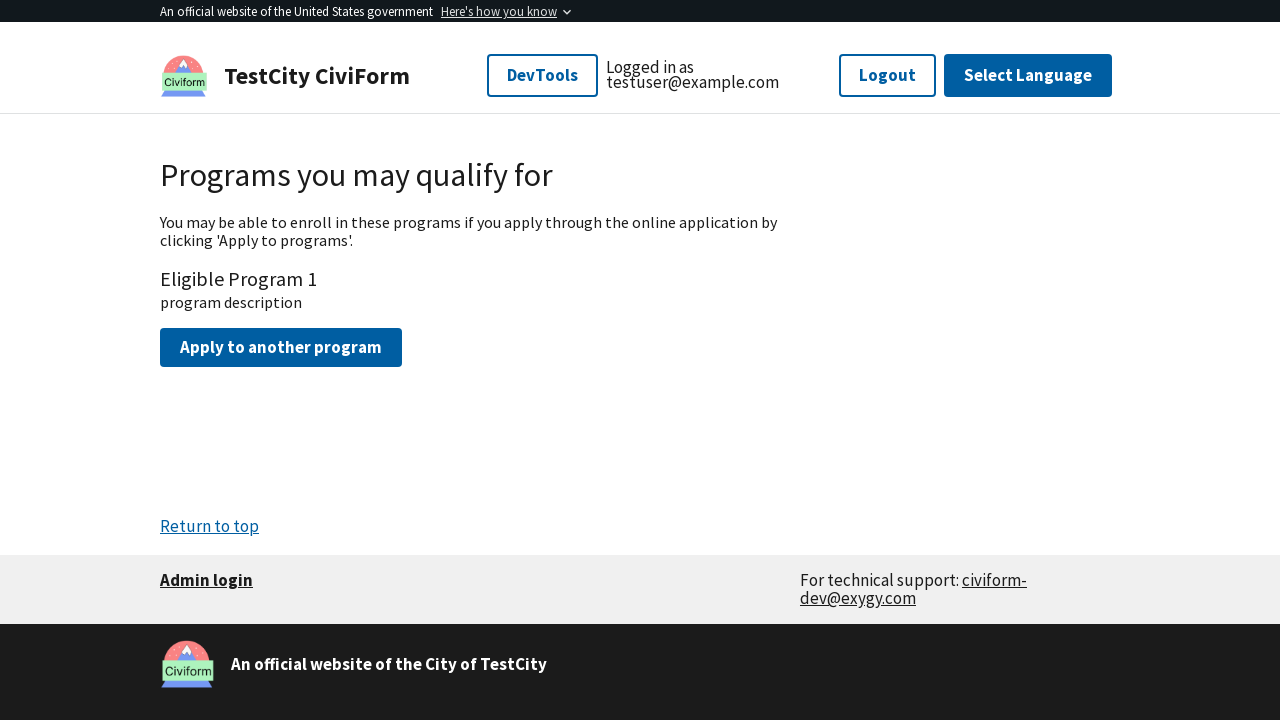 An official website of the United States government Here's how you know
Civiform
TestCity CiviForm
DevTools
Logged in as
testuser@example.com
Logout
Select Language
Programs you may qualify for
You may be able to enroll in these programs if you apply through the online application by
clicking 'Apply to programs'.
Eligible Program 1
program description
Apply to another program
Return to top
Admin login
For technical support: civiform-
dev@exygy.com
Civiform
An official website of the City of TestCity